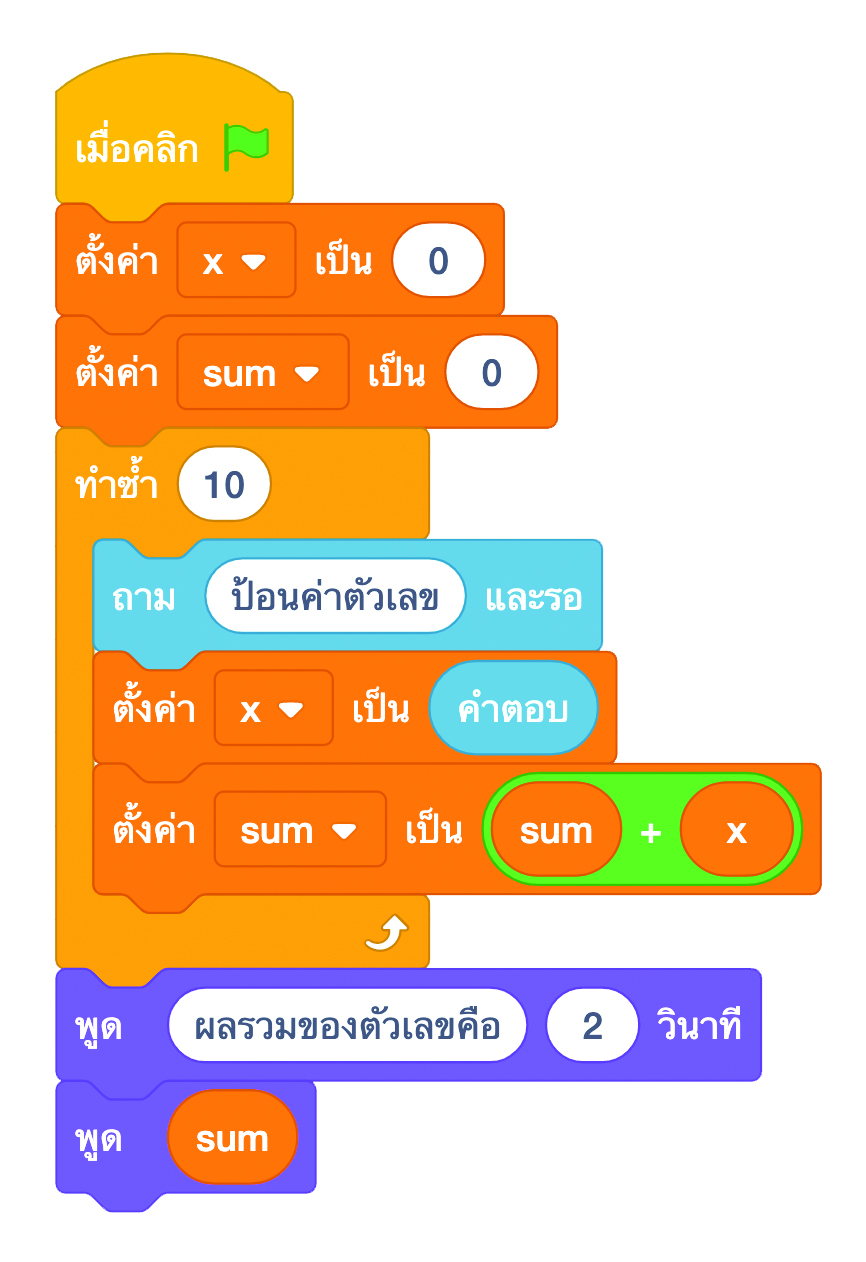 เมื่อคลิก
ตั้งค่า x เป็น 0
ตั้งค่า sum เป็น 0
ทำซ้ำ 10
ถาม ป้อนค่าตัวเลข และรอ
ตั้งค่า x เป็น คำตอบ
ตั้งค่า sum เป็น sum + x
พูด ผลรวมของตัวเลขคือ 2 วินาที
พูด sum